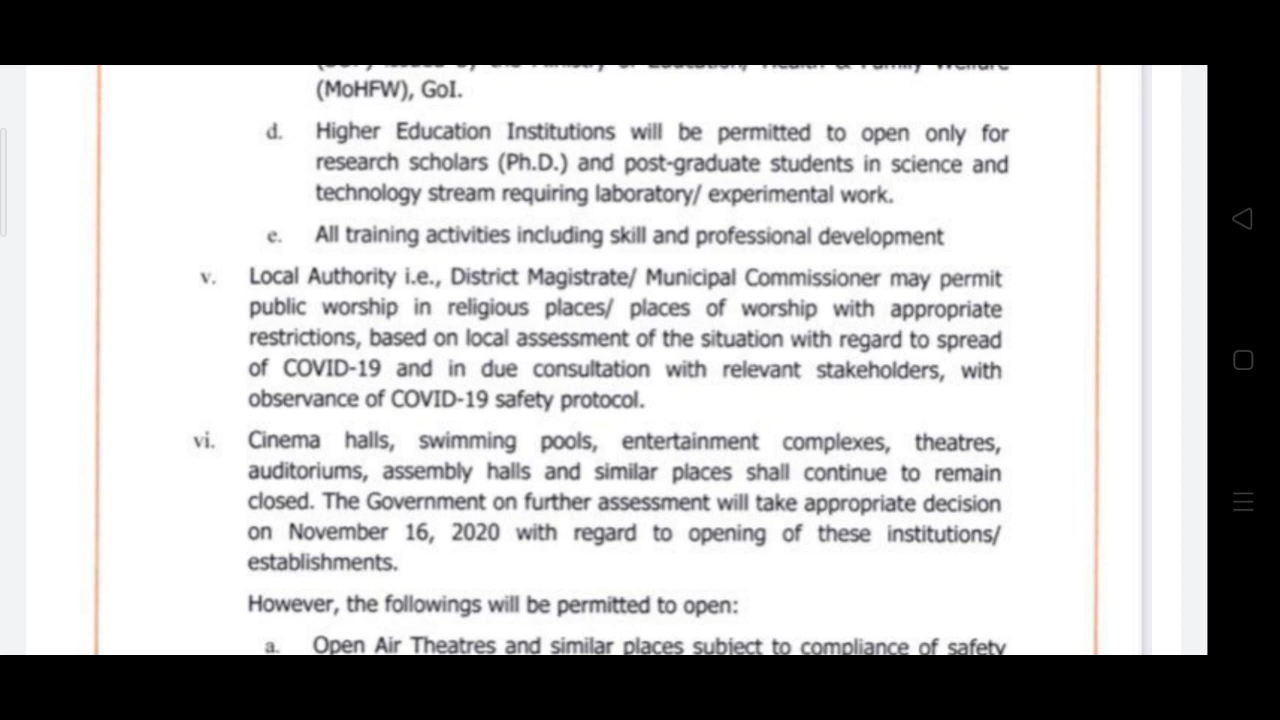 (MoHFW), GoI.
d. Higher Education Institutions will be permitted to open only for
research scholars (Ph.D.) and post-graduate students in science and
technology stream requiring laboratory/ experimental work.
e. All training activities including skill and professional development
v. Local Authority i.e., District Magistrate/ Municipal Commissioner may permit
public worship in religious places/ places of worship with appropriate
restrictions, based on local assessment of the situation with regard to spread
of COVID-19 and in due consultation with relevant stakeholders, with
observance of COVID-19 safety protocol.
vi. Cinema halls, swimming pools, entertainment complexes, theatres,
auditoriums, assembly halls and similar places shall continue to remain
closed. The Government on further assessment will take appropriate decision
on November 16, 2020 with regard to opening of these institutions/
establishments.
However, the followings will be permitted to open:
a. Open Air Theatres and similar places subject to compliance of safety